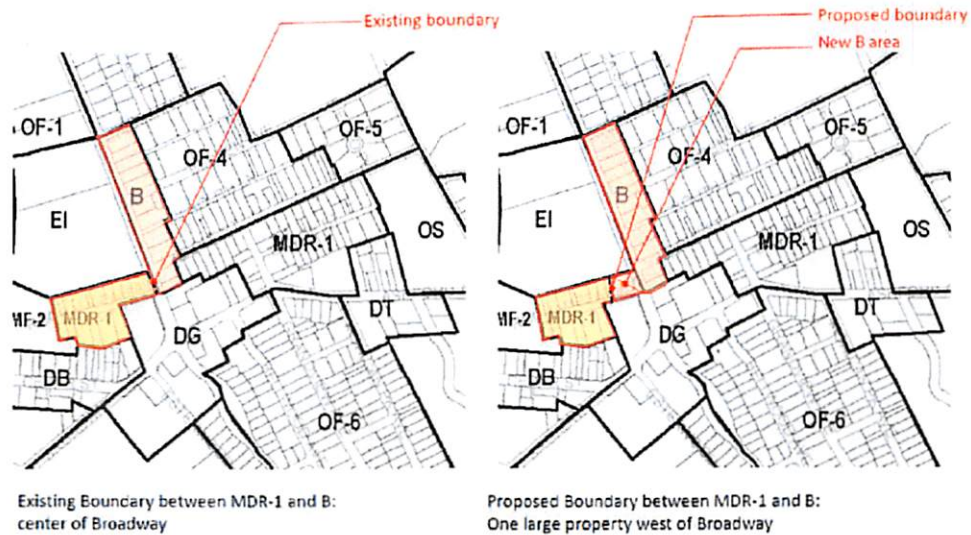 Existing boundary
Proposed boundary
New B area
OF-1
OF-5
OF-4
B
EI
OS
MDR-1
MF-2
MDR-1
DG
DT
DB
OF-6
OF-1
OF-5
OF-4
B
EI
OS
MDR-1
MF-2
MDR-1
DG
DT
DB
OF-6
Existing Boundary between MDR-1 and B:
center of Broadway
Proposed Boundary between MDR-1 and B:
One large property west of Broadway